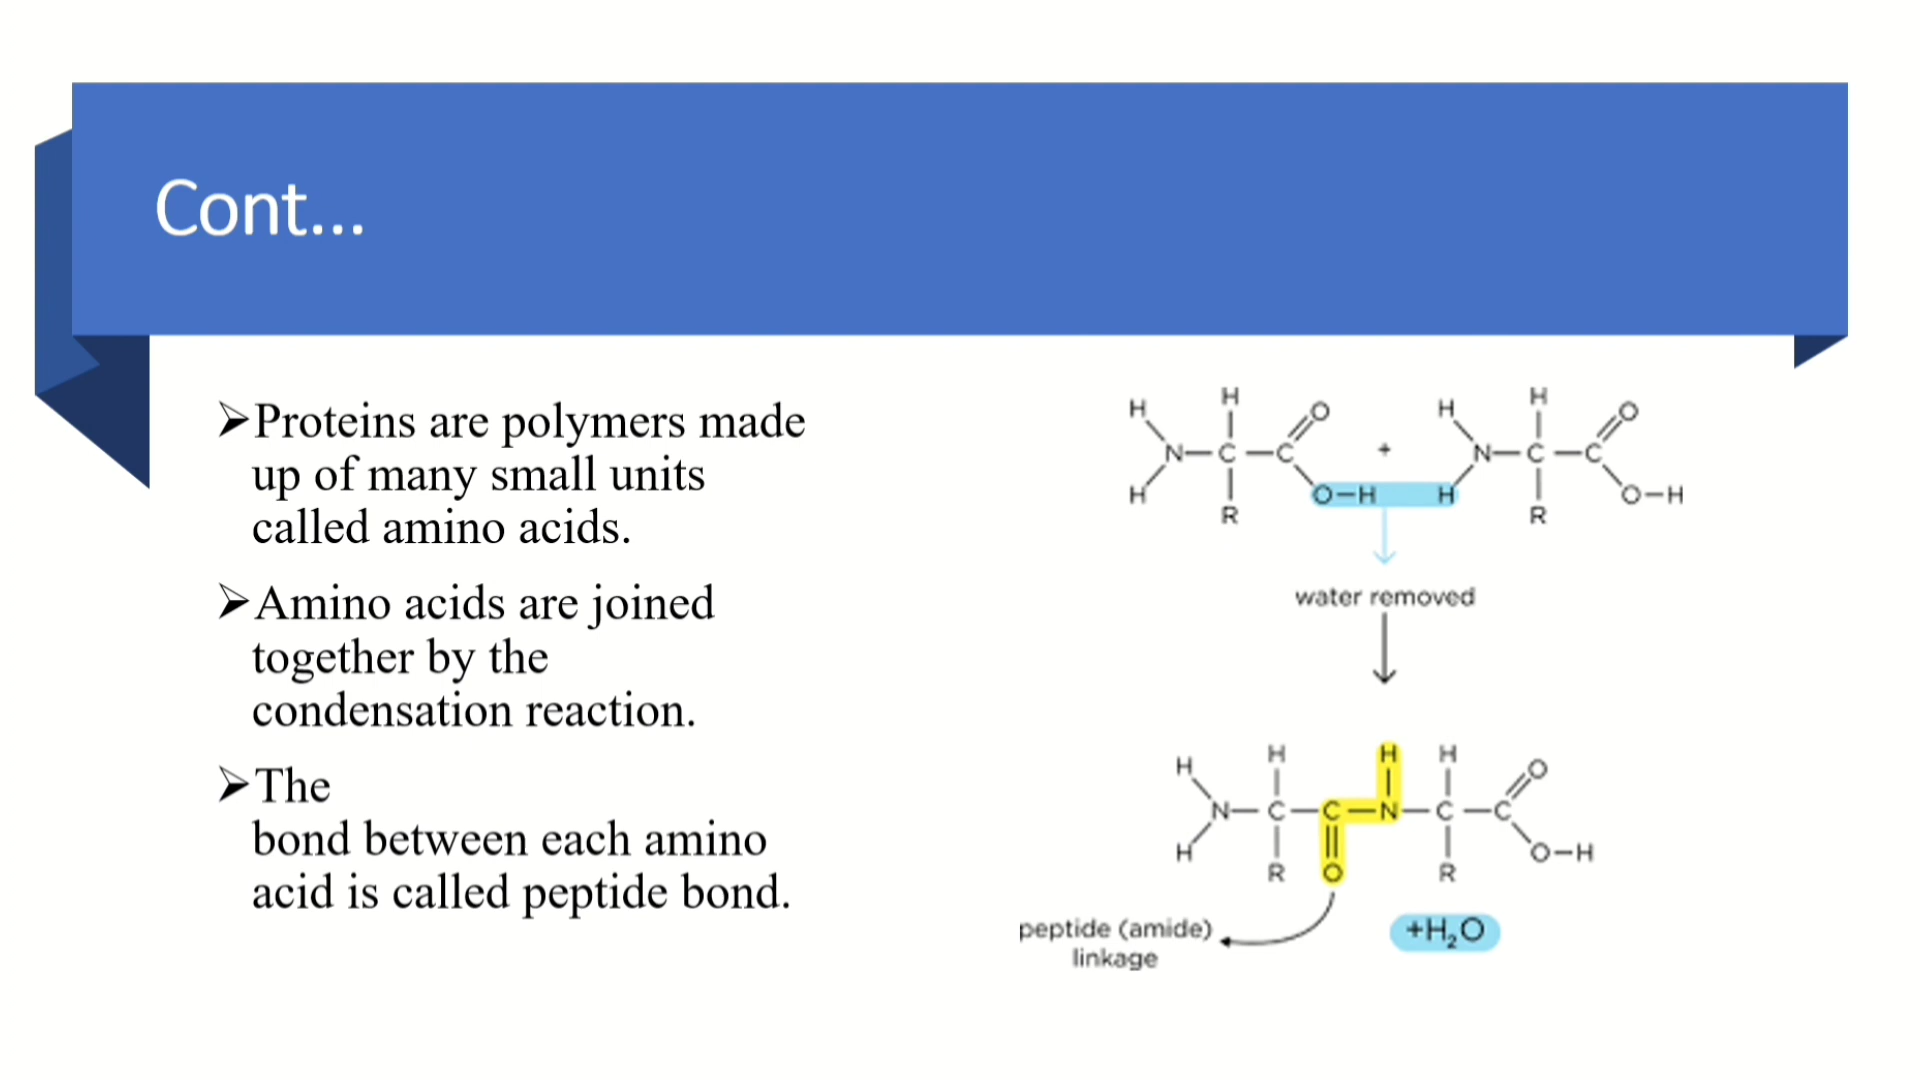 Cont...
➢Proteins are polymers made
up of many small units
called amino acids.
➢Amino acids are joined
together by the
condensation reaction.
➢The
bond between each amino
acid is called peptide bond.
H H O H H O
N C C + N C C
H R O-H H R O-H
water removed
H H H H O
N C C N C C
H R O R O-H
peptide (amide)
linkage
+H₂O